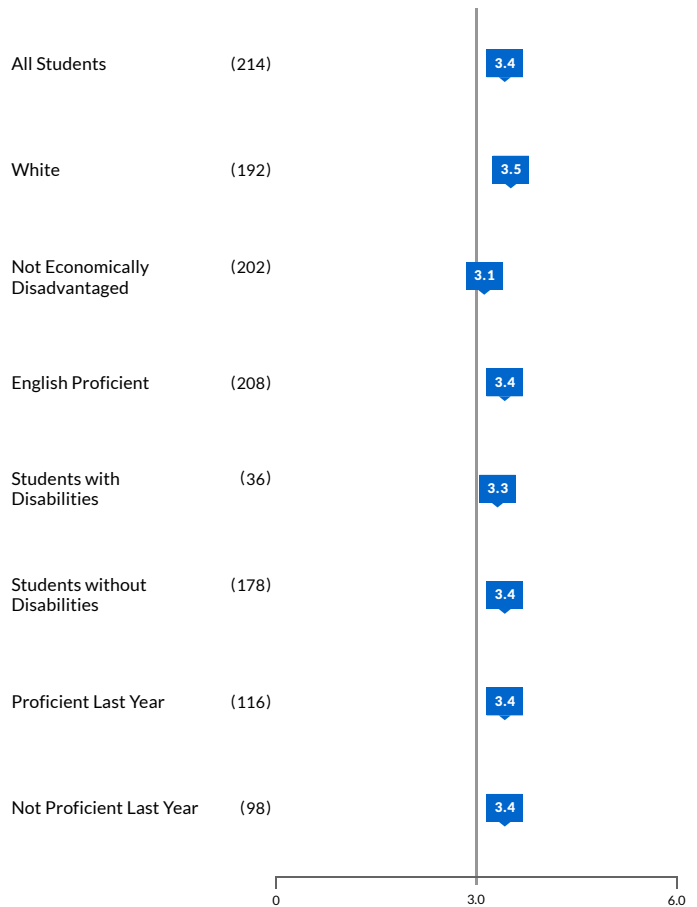 All Students (214) 3.4
White (192) 3.5
Not Economically (202)
Disadvantaged 3.1
English Proficient (208) 3.4
Students with (36)
Disabilities 3.3
Students without (178)
Disabilities 3.4
Proficient Last Year (116) 3.4
Not Proficient Last Year (98) 3.4
0 3.0 6.0